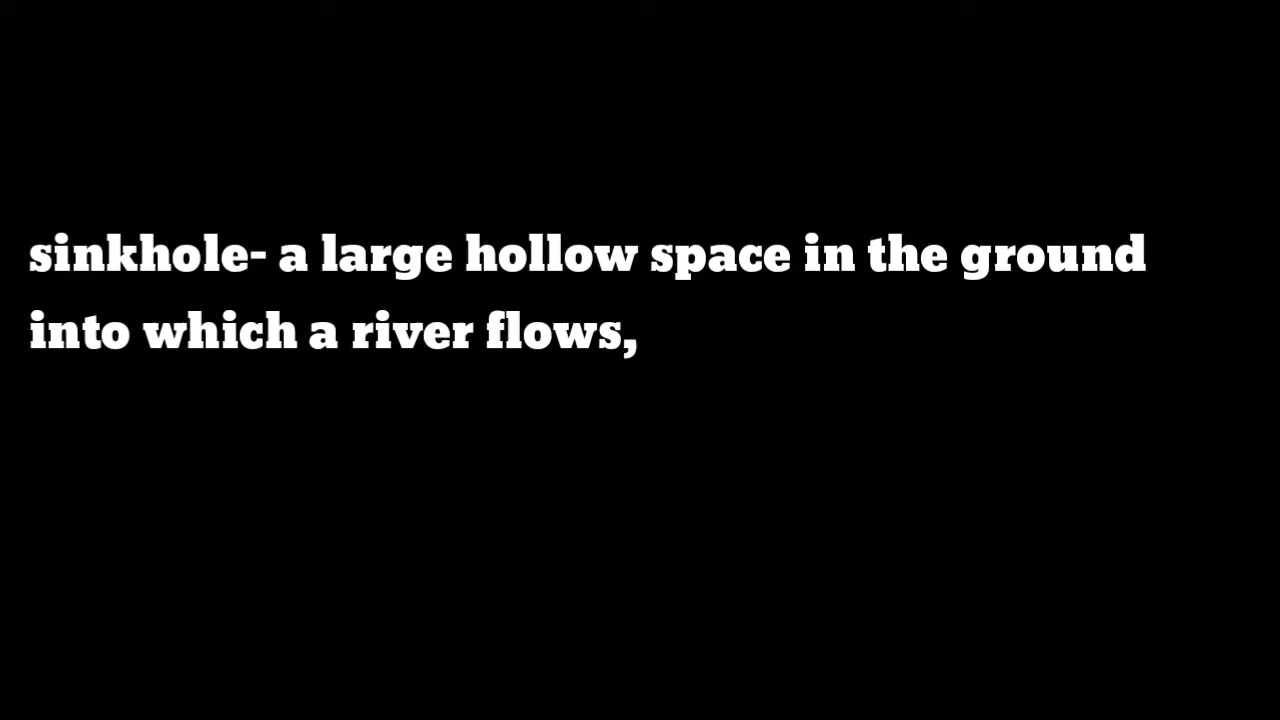 sinkhole- a large hollow space in the ground
into which a river flows,